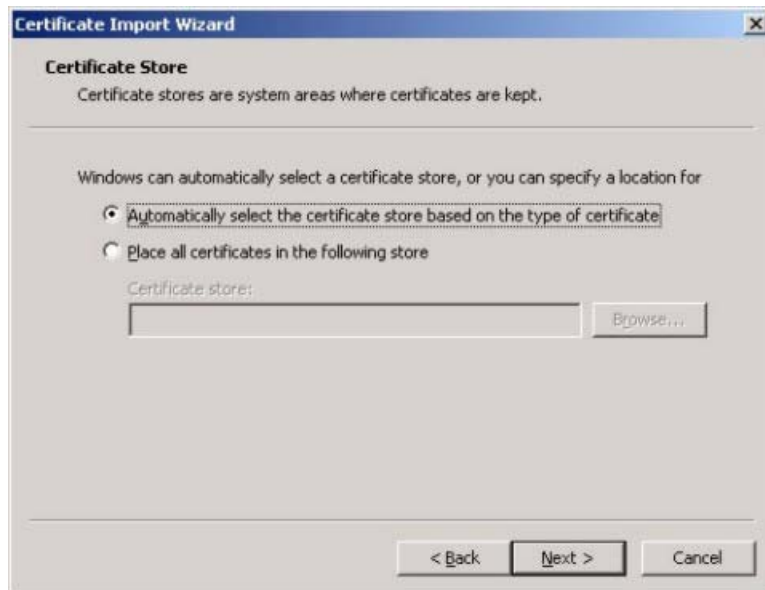 Certificate Import Wizard
Certificate Store
Certificate stores are system areas where certificates are kept.
Windows can automatically select a certificate store, or you can specify a location for
Automatically select the certificate store based on the type of certificate
Place all certificates in the following store
Certificate store:
Browse...
< Back Next > Cancel